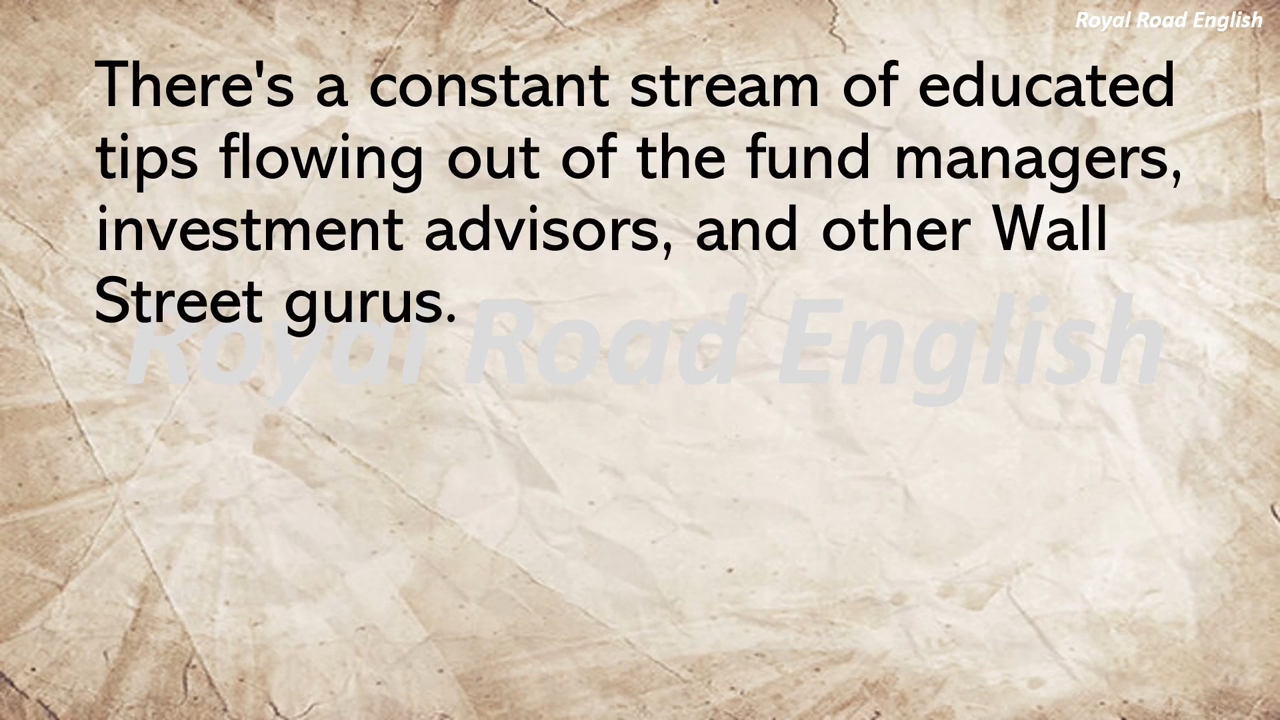 Royal Road English
There's a constant stream of educated
tips flowing out of the fund managers,
investment advisors, and other Wall
Street gurus.
Royal Road English